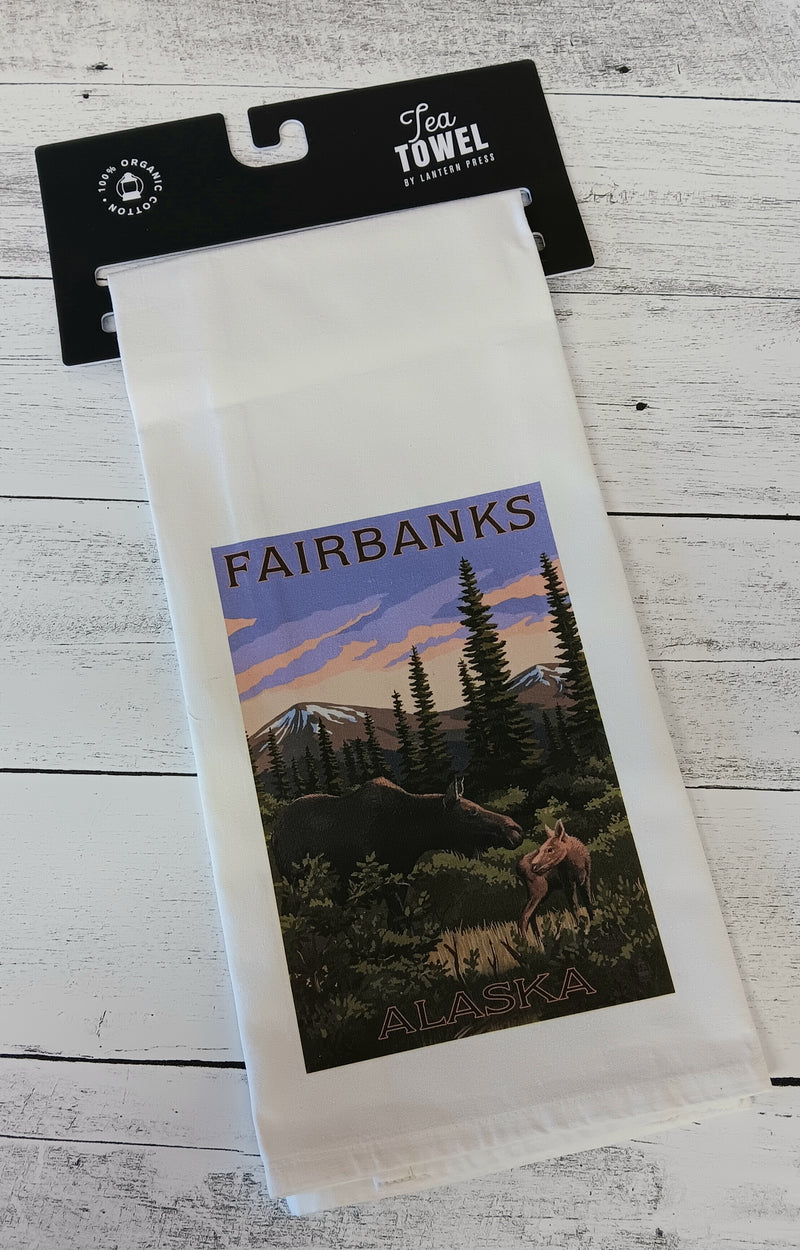 100% ORGANIC COTTON •
Tea
TOWEL
BY LANTERN PRESS
FAIRBANKS
ALASKA